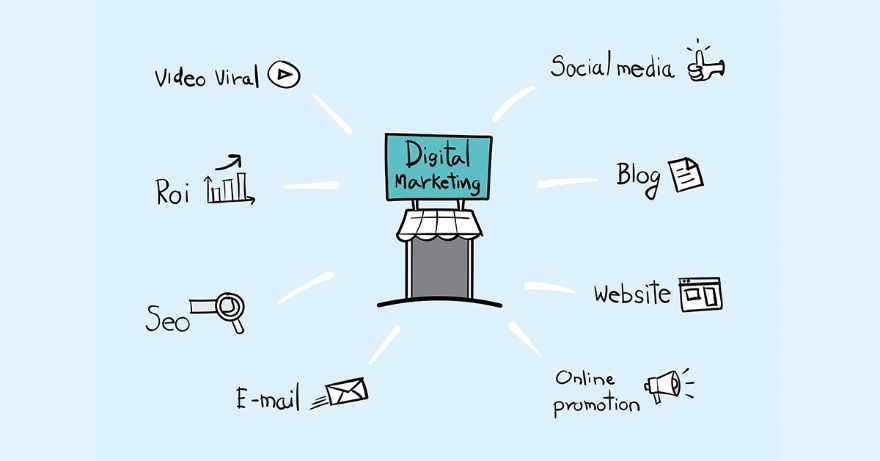 Video Viral
Social media
Digital
Marketing
Roi
Blog
Seo
Website
E-mail
Online
promotion